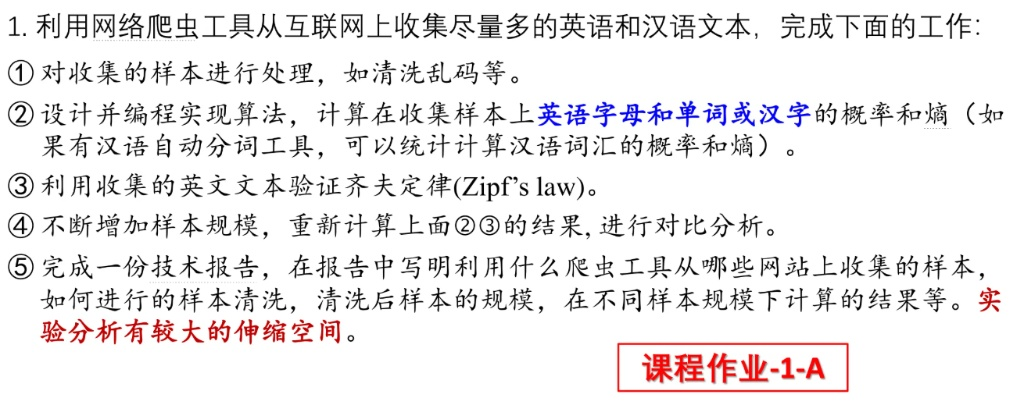 1. 利用网络爬虫工具从互联网上收集尽量多的英语和汉语文本，完成下面的工作：
① 对收集的样本进行处理，如清洗乱码等。
② 设计并编程实现算法，计算在收集样本上英语字母和单词或汉字的概率和熵（如
果有汉语自动分词工具，可以统计计算汉语词汇的概率和熵）。
③ 利用收集的英文文本验证齐夫定律(Zipf's law)。
④ 不断增加样本规模，重新计算上面②③的结果, 进行对比分析。
⑤ 完成一份技术报告，在报告中写明利用什么爬虫工具从哪些网站上收集的样本，
如何进行的样本清洗，清洗后样本的规模，在不同样本规模下计算的结果等。实
验分析有较大的伸缩空间。
课程作业-1-A